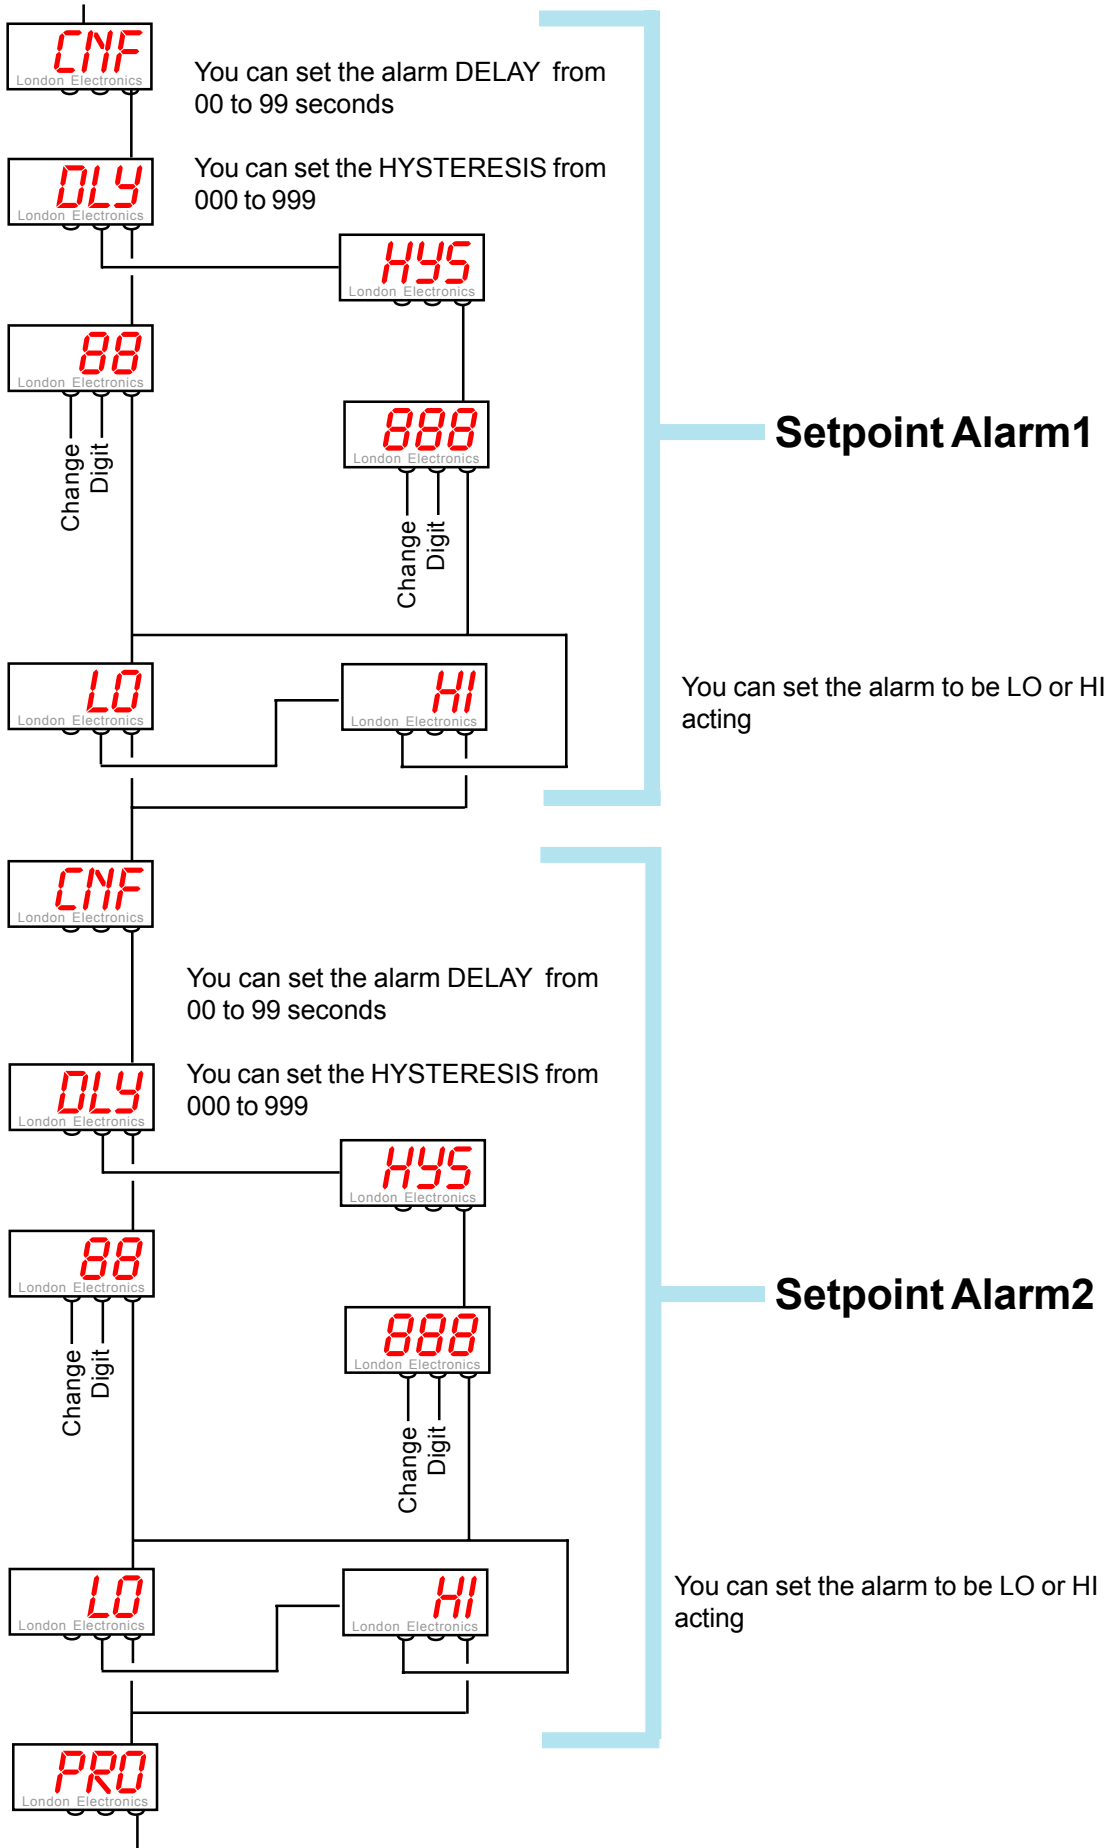 CNF
London Electronics
You can set the alarm DELAY from
00 to 99 seconds
DLY
London Electronics
You can set the HYSTERESIS from
000 to 999
HYS
London Electronics
88
London Electronics
Change
Digit
888
London Electronics
Change
Digit
Setpoint Alarm1
LO
London Electronics
HI
London Electronics
You can set the alarm to be LO or HI
acting
CNF
London Electronics
You can set the alarm DELAY from
00 to 99 seconds
DLY
London Electronics
You can set the HYSTERESIS from
000 to 999
HYS
London Electronics
88
London Electronics
Change
Digit
888
London Electronics
Change
Digit
Setpoint Alarm2
LO
London Electronics
HI
London Electronics
You can set the alarm to be LO or HI
acting
PRO
London Electronics